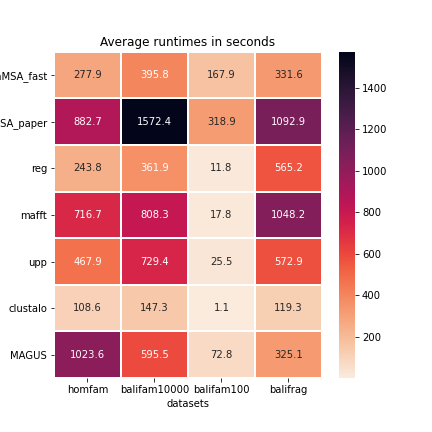 Average runtimes in seconds
MSA_fast 277.9 395.8 167.9 331.6
SA_paper 882.7 1572.4 318.9 1092.9
reg 243.8 361.9 11.8 565.2
mafft 716.7 808.3 17.8 1048.2
upp 467.9 729.4 25.5 572.9
clustalo 108.6 147.3 1.1 119.3
MAGUS 1023.6 595.5 72.8 325.1
homfam balifam10000 balifam100 balifrag
datasets
1400
1200
1000
800
600
400
200